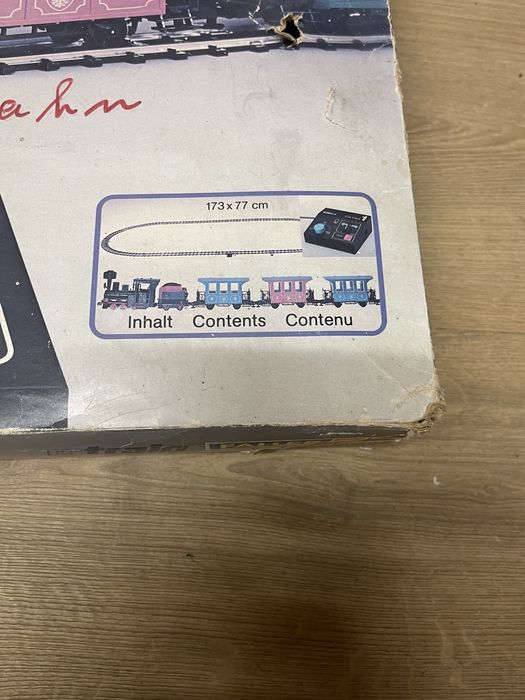 ahn
173 x 77 cm
Inhalt Contents Contenu